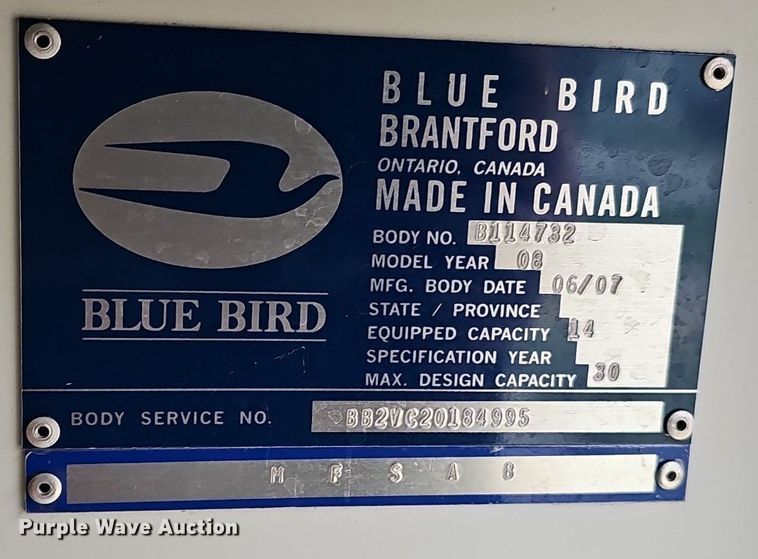 BLUE BIRD
BRANTFORD
ONTARIO, CANADA
MADE IN CANADA
BODY NO. B114732
MODEL YEAR 08
MFG. BODY DATE 06/07
STATE / PROVINCE
EQUIPPED CAPACITY 14
SPECIFICATION YEAR
MAX. DESIGN CAPACITY 30
BLUE BIRD
BODY SERVICE NO. BB2VC20184995
M F S A B
Purple Wave Auction